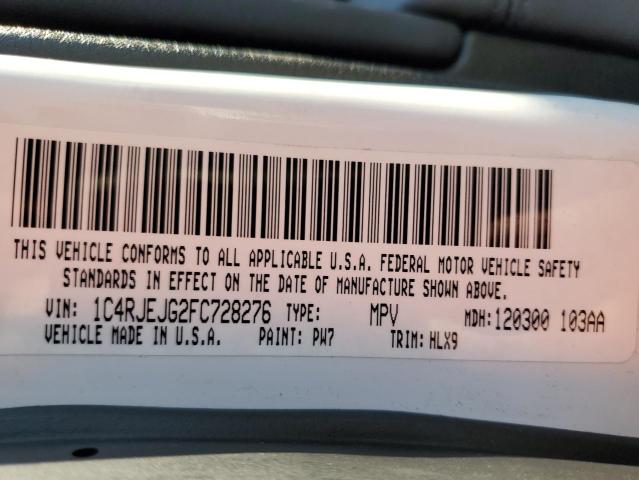 THIS VEHICLE CONFORMS TO ALL APPLICABLE U.S.A. FEDERAL MOTOR VEHICLE SAFETY
STANDARDS IN EFFECT ON THE DATE OF MANUFACTURE SHOWN ABOVE.
VIN: 1C4RJEJG2FC728276 TYPE: MPV MDH:120300 103AA
VEHICLE MADE IN U.S.A. PAINT: PW7 TRIM: HLX9